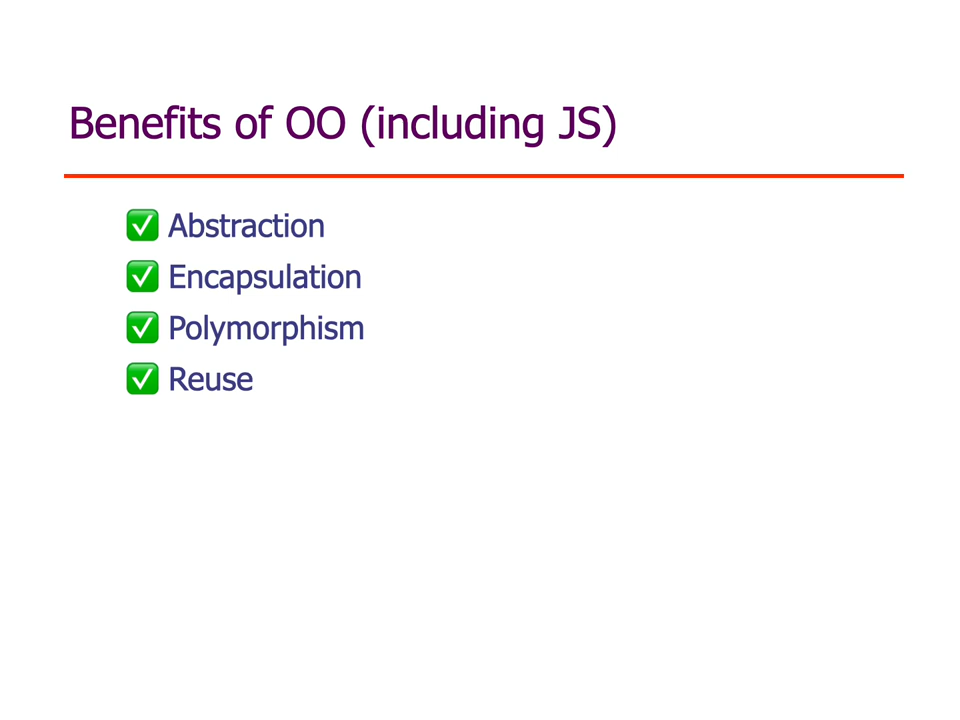 Benefits of OO (including JS)
✅ Abstraction
✅ Encapsulation
✅ Polymorphism
✅ Reuse